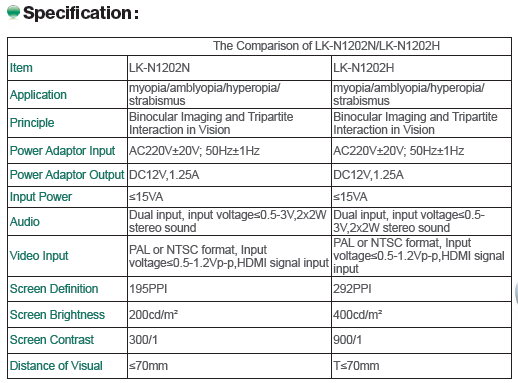 Specification:
The Comparison of LK-N1202N/LK-N1202H
Item LK-N1202N LK-N1202H
Application myopia/amblyopia/hyperopia/ myopia/amblyopia/hyperopia/
strabismus strabismus
Principle Binocular Imaging and Tripartite Binocular Imaging and Tripartite
Interaction in Vision Interaction in Vision
Power Adaptor Input AC220V±20V; 50Hz±1Hz AC220V±20V; 50Hz±1Hz
Power Adaptor Output DC12V,1.25A DC12V,1.25A
Input Power ≤15VA ≤15VA
Audio Dual input, input voltage≤0.5-3V,2x2W Dual input, input voltage≤0.5-
stereo sound 3V,2x2W stereo sound
Video Input PAL or NTSC format, Input PAL or NTSC format, Input
voltage≤0.5-1.2Vp-p,HDMI signal input voltage≤0.5-1.2Vp-p,HDMI signal
input
Screen Definition 195PPI 292PPI
Screen Brightness 200cd/m² 400cd/m²
Screen Contrast 300/1 900/1
Distance of Visual ≤70mm T≤70mm